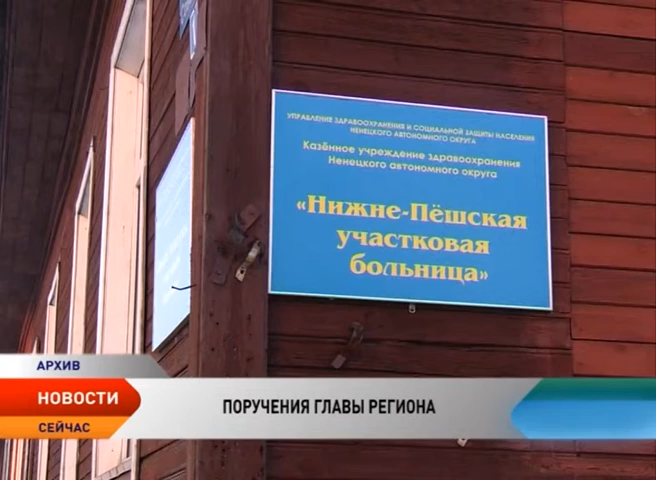 УПРАВЛЕНИЕ ЗДРАВООХРАНЕНИЯ И СОЦИАЛЬНОЙ ЗАЩИТЫ НАСЕЛЕНИЯ
НЕНЕЦКОГО АВТОНОМНОГО ОКРУГА
Казённое учреждение здравоохранения
Ненецкого автономного округа
«Нижне-Пёшская
участковая
больница»
АРХИВ
НОВОСТИ
СЕЙЧАС
ПОРУЧЕНИЯ ГЛАВЫ РЕГИОНА